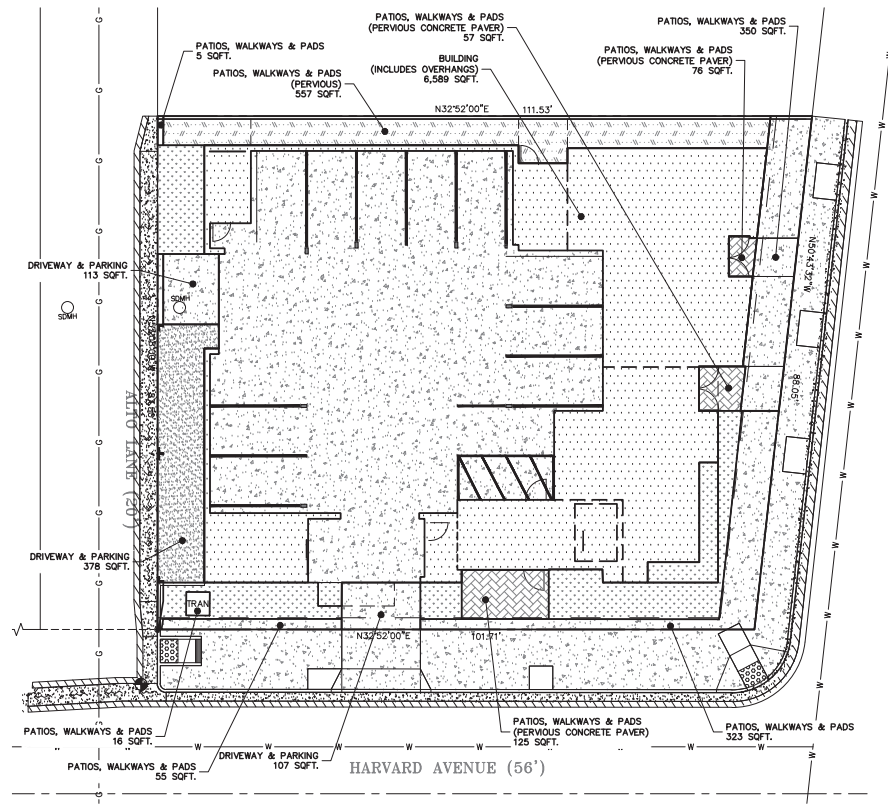 PATIOS, WALKWAYS & PADS
(PERVIOUS CONCRETE PAVER)
57 SQFT.
PATIOS, WALKWAYS & PADS
350 SQFT.
PATIOS, WALKWAYS & PADS
5 SQFT.
PATIOS, WALKWAYS & PADS
(PERVIOUS)
557 SQFT.
BUILDING
(INCLUDES OVERHANGS)
6,589 SQFT.
PATIOS, WALKWAYS & PADS
(PERVIOUS CONCRETE PAVER)
76 SQFT.
N32°52'00"E 111.53'
DRIVEWAY & PARKING
113 SQFT.
SDMH
SDMH
N50°43'32"W
88.05'
ALTO LANE (20')
DRIVEWAY & PARKING
378 SQFT.
TRAN
N32°52'00"E 101.71'
PATIOS, WALKWAYS & PADS
16 SQFT.
PATIOS, WALKWAYS & PADS
55 SQFT.
DRIVEWAY & PARKING
107 SQFT.
PATIOS, WALKWAYS & PADS
(PERVIOUS CONCRETE PAVER)
125 SQFT.
PATIOS, WALKWAYS & PADS
323 SQFT.
HARVARD AVENUE (56')
G
G
G
G
G
G
W
W
W
W
W
W
W
W
W
W
W